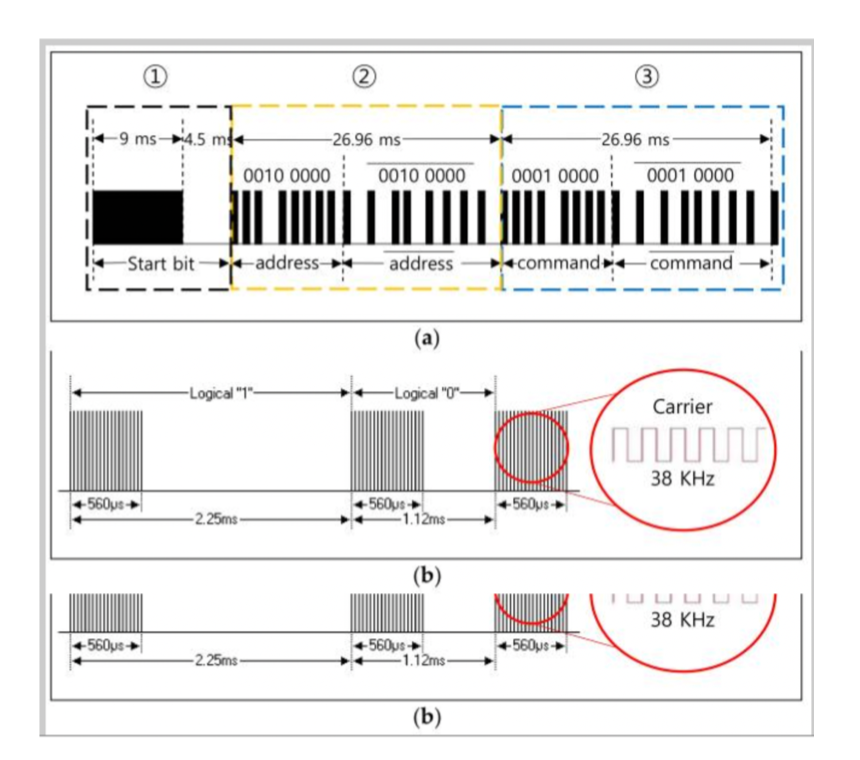 ① ② ③
9 ms 4.5 ms 26.96 ms 26.96 ms
0010 0000 0010 0000 0001 0000 0001 0000
Start bit address address command command
(a)
Logical "1" Logical "0"
Carrier
38 KHz
560µs 560µs 560µs
2.25ms 1.12ms
(b)
38 KHz
560µs 560µs 560µs
2.25ms 1.12ms
(b)